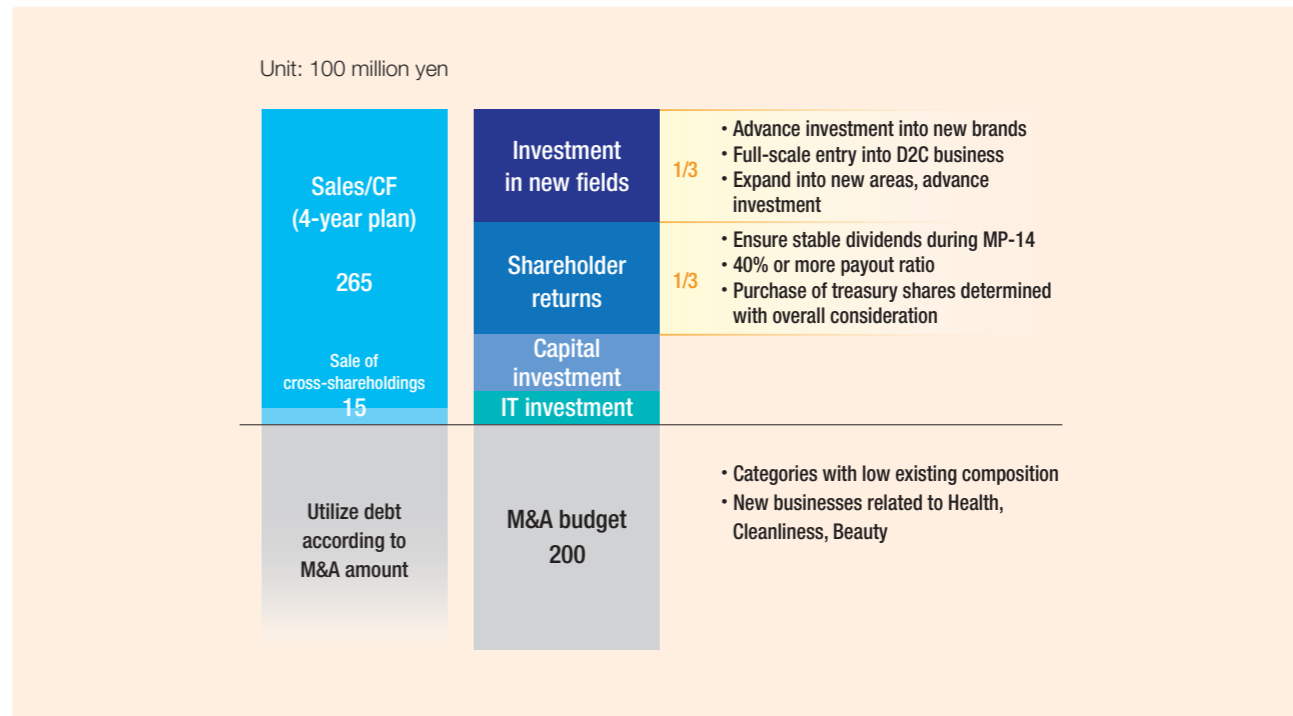 Unit: 100 million yen
Sales/CF
(4-year plan)
265
Sale of
cross-shareholdings
15
Utilize debt
according to
M&A amount
Investment
in new fields
Shareholder
returns
Capital
investment
IT investment
M&A budget
200
1/3
• Advance investment into new brands
• Full-scale entry into D2C business
• Expand into new areas, advance
investment
1/3
• Ensure stable dividends during MP-14
• 40% or more payout ratio
• Purchase of treasury shares determined
with overall consideration
• Categories with low existing composition
• New businesses related to Health,
Cleanliness, Beauty